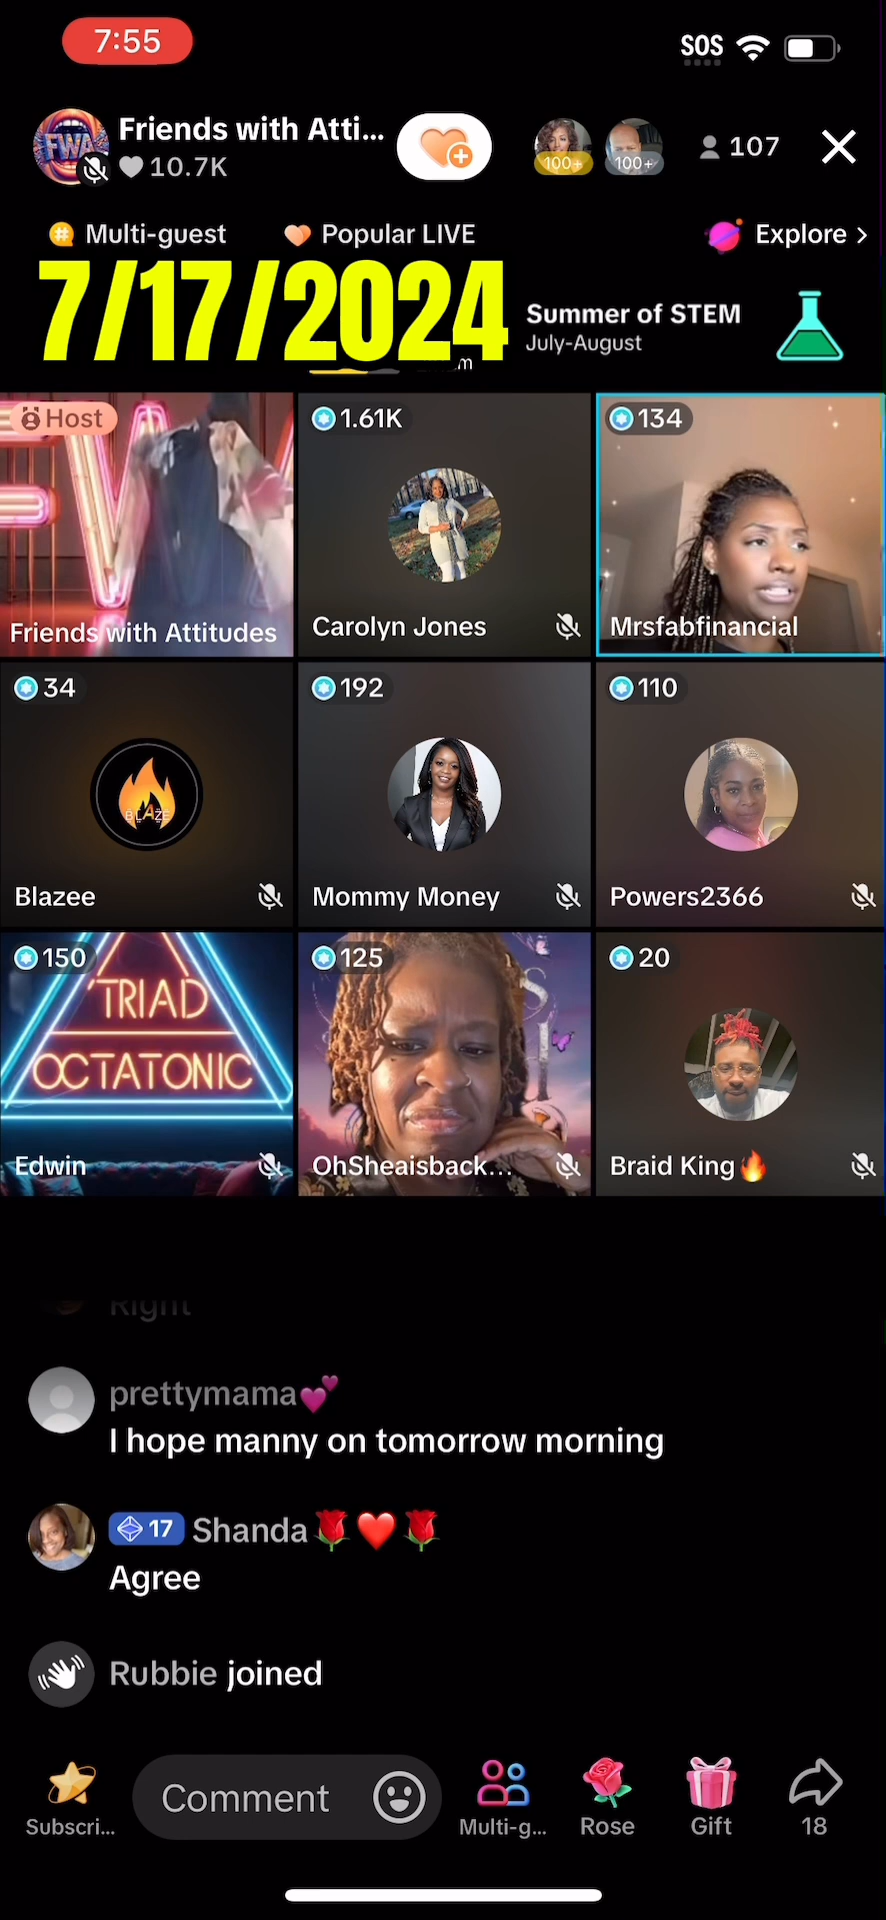 7:55
SOS
FWA
Friends with Atti...
10.7K
100+
100+
107
Multi-guest
Popular LIVE
Explore >
7/17/2024
Summer of STEM
July-August
m
Host
Friends with Attitudes
1.61K
Carolyn Jones
134
Mrsfabfinancial
34
BLAZE
Blazee
192
Mommy Money
110
Powers2366
150
TRIAD
OCTATONIC
Edwin
125
OhSheaisback...
20
Braid King🔥
Right
prettymama💕
I hope manny on tomorrow morning
17 Shanda🌹❤️🌹
Agree
Rubbie joined
Subscri...
Comment
Multi-g...
Rose
Gift
18